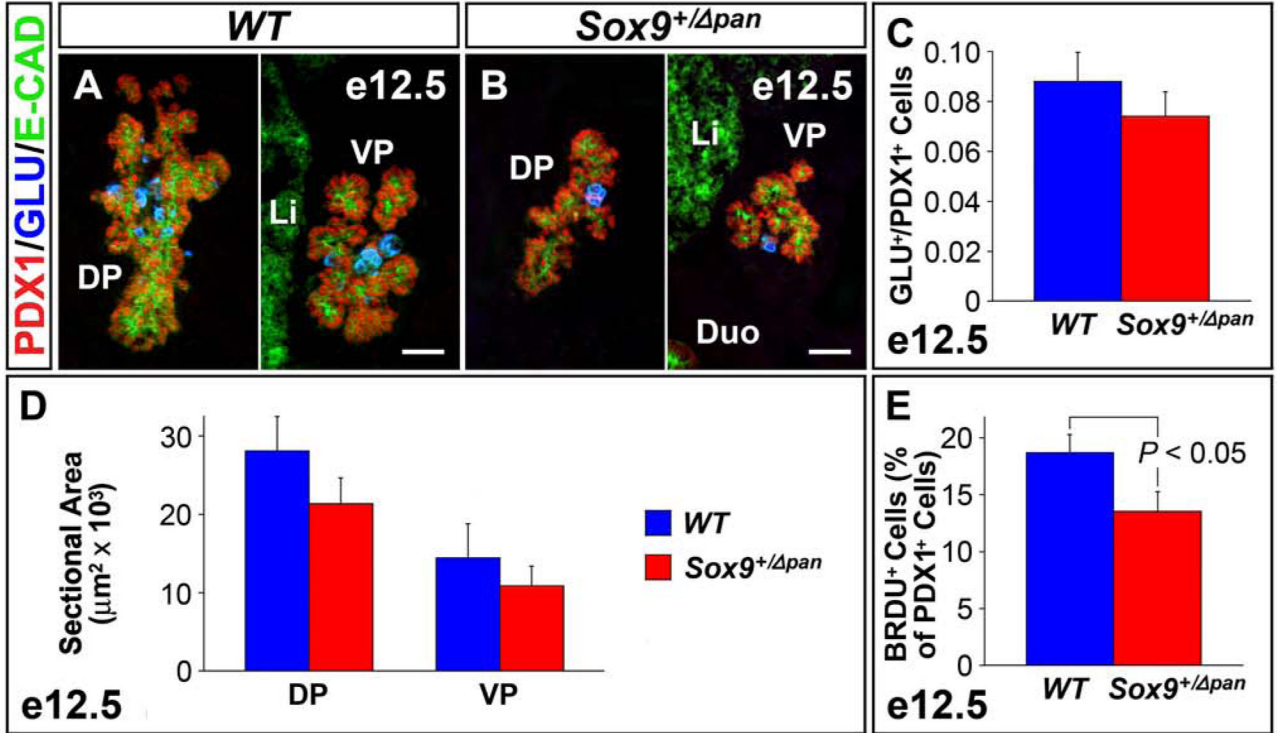 PDX1/GLU/E-CAD
WT
Sox9+/Δpan
A
DP
e12.5
VP
Li
B
DP
e12.5
Li
VP
Duo
C
GLU+/PDX1+ Cells
0.10
0.08
0.06
0.04
0.02
0
WT Sox9+/Δpan
e12.5
D
Sectional Area
(µm² x 10³)
30
20
10
0
DP VP
WT
Sox9+/Δpan
e12.5
E
BRDU+ Cells (%
of PDX1+ Cells)
20
15
10
5
0
P < 0.05
WT Sox9+/Δpan
e12.5